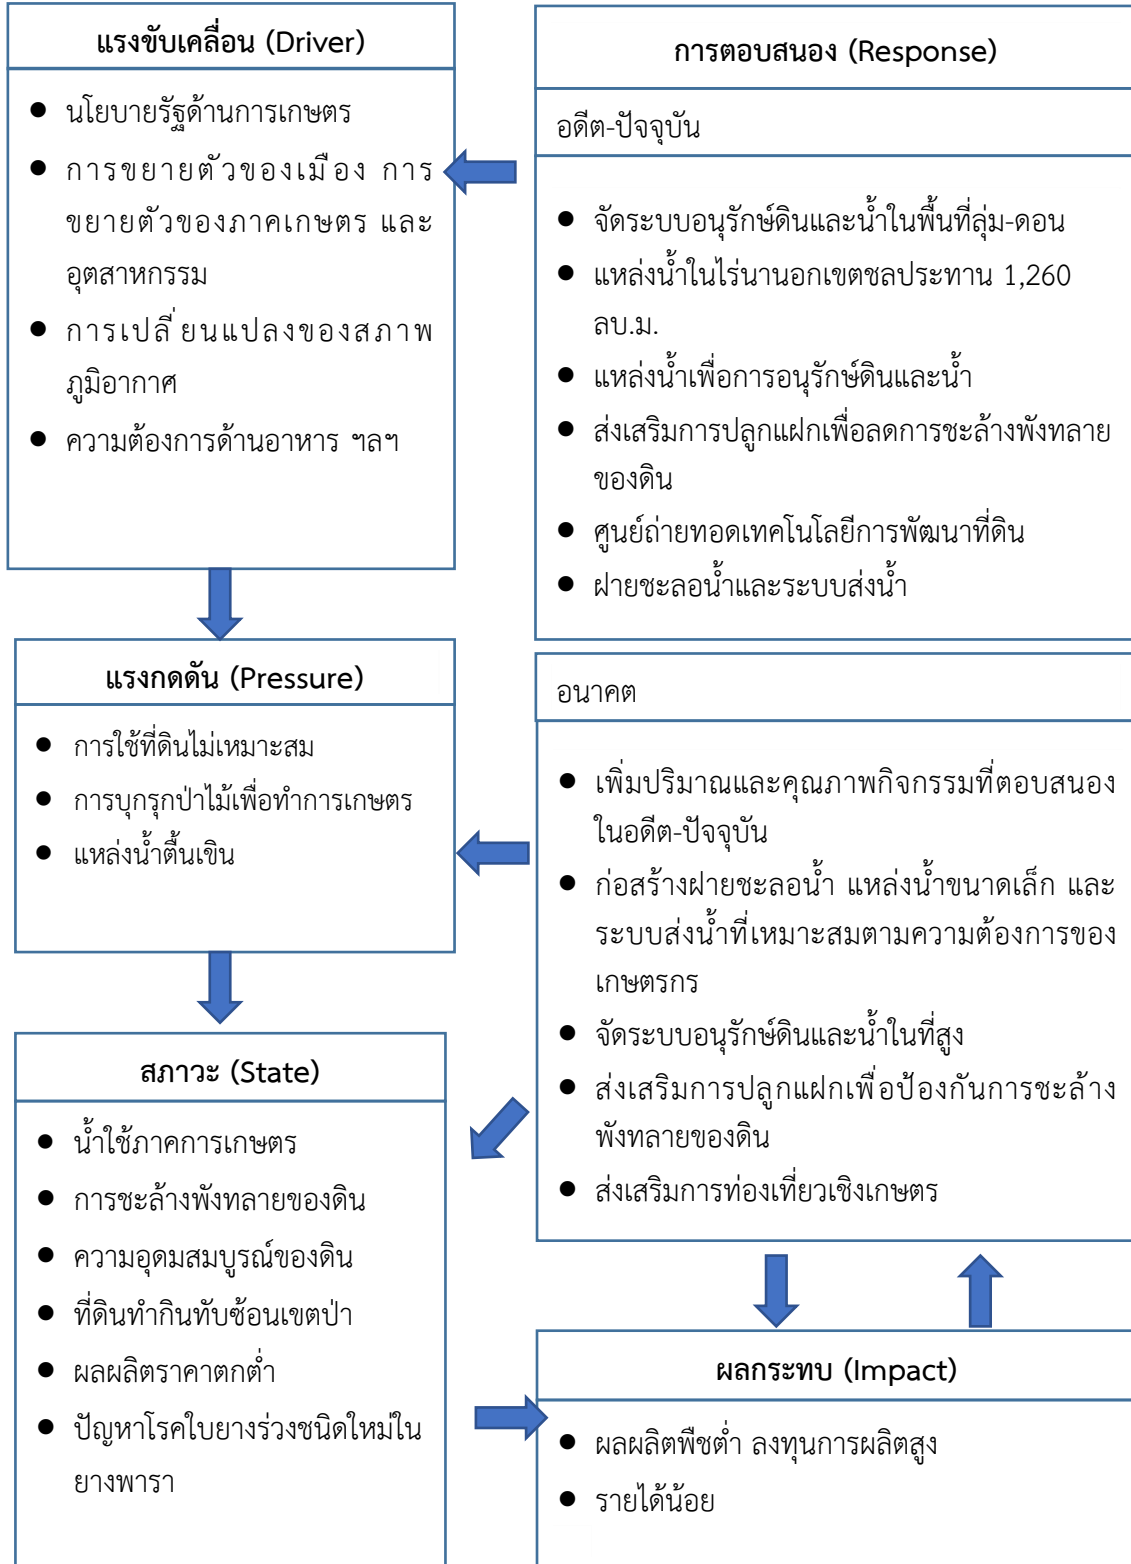 แรงขับเคลื่อน (Driver)
● นโยบายรัฐด้านการเกษตร
● การขยายตัวของเมือง การ
ขยายตัวของภาคเกษตร และ
อุตสาหกรรม
● การเปลี่ยนแปลงของสภาพ
ภูมิอากาศ
● ความต้องการด้านอาหาร ฯลฯ
แรงกดดัน (Pressure)
● การใช้ที่ดินไม่เหมาะสม
● การบุกรุกป่าไม้เพื่อทำการเกษตร
● แหล่งน้ำตื้นเขิน
สภาวะ (State)
● น้ำใช้ภาคการเกษตร
● การชะล้างพังทลายของดิน
● ความอุดมสมบูรณ์ของดิน
● ที่ดินทำกินทับซ้อนเขตป่า
● ผลผลิตราคาตกต่ำ
● ปัญหาโรคใบยางร่วงชนิดใหม่ใน
ยางพารา
การตอบสนอง (Response)
อดีต-ปัจจุบัน
● จัดระบบอนุรักษ์ดินและน้ำในพื้นที่ลุ่ม-ดอน
● แหล่งน้ำในไร่นานอกเขตชลประทาน 1,260
ลบ.ม.
● แหล่งน้ำเพื่อการอนุรักษ์ดินและน้ำ
● ส่งเสริมการปลูกแฝกเพื่อลดการชะล้างพังทลาย
ของดิน
● ศูนย์ถ่ายทอดเทคโนโลยีการพัฒนาที่ดิน
● ฝายชะลอน้ำและระบบส่งน้ำ
อนาคต
● เพิ่มปริมาณและคุณภาพกิจกรรมที่ตอบสนอง
ในอดีต-ปัจจุบัน
● ก่อสร้างฝายชะลอน้ำ แหล่งน้ำขนาดเล็ก และ
ระบบส่งน้ำที่เหมาะสมตามความต้องการของ
เกษตรกร
● จัดระบบอนุรักษ์ดินและน้ำในที่สูง
● ส่งเสริมการปลูกแฝกเพื่อป้องกันการชะล้าง
พังทลายของดิน
● ส่งเสริมการท่องเที่ยวเชิงเกษตร
ผลกระทบ (Impact)
● ผลผลิตพืชต่ำ ลงทุนการผลิตสูง
● รายได้น้อย